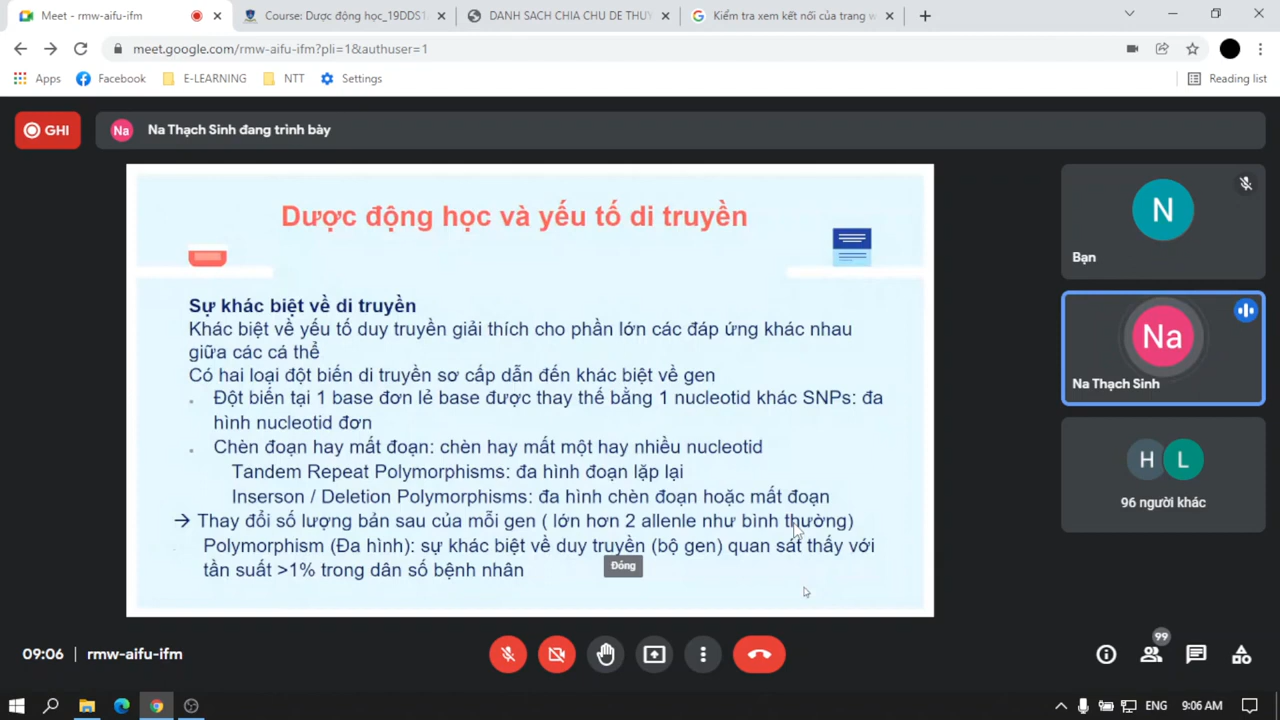 Meet - rmw-aifu-ifm
Course: Dược động học_19DDS1
DANH SACH CHIA CHU DE THUY
Kiểm tra xem kết nối của trang w
meet.google.com/rmw-aifu-ifm?pli=1&authuser=1
Apps
Facebook
E-LEARNING
NTT
Settings
Reading list
GHI
Na
Na Thạch Sinh đang trình bày
Dược động học và yếu tố di truyền
Sự khác biệt về di truyền
Khác biệt về yếu tố duy truyền giải thích cho phần lớn các đáp ứng khác nhau
giữa các cá thể
Có hai loại đột biến di truyền sơ cấp dẫn đến khác biệt về gen
Đột biến tại 1 base đơn lẻ base được thay thế bằng 1 nucleotid khác SNPs: đa
hình nucleotid đơn
Chèn đoạn hay mất đoạn: chèn hay mất một hay nhiều nucleotid
Tandem Repeat Polymorphisms: đa hình đoạn lặp lại
Inserson / Deletion Polymorphisms: đa hình chèn đoạn hoặc mất đoạn
→ Thay đổi số lượng bản sau của mỗi gen ( lớn hơn 2 allenle như bình thường)
Polymorphism (Đa hình): sự khác biệt về duy truyền (bộ gen) quan sát thấy với
tần suất >1% trong dân số bệnh nhân
Đóng
N
Bạn
Na
Na Thạch Sinh
H L
96 người khác
09:06 | rmw-aifu-ifm
99
ENG
9:06 AM